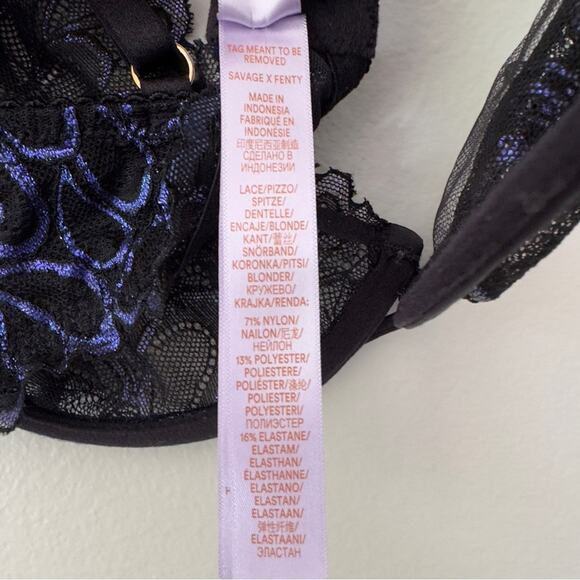 TAG MEANT TO BE
REMOVED
SAVAGE X FENTY
MADE IN
INDONESIA
FABRIQUÉ EN
INDONÉSIE
印度尼西亚制造
СДЕЛАНО В
ИНДОНЕЗИИ
LACE/PIZZO/
SPITZE/
DENTELLE/
ENCAJE/BLONDE/
KANT/蕾丝/
SNÖRBAND/
KORONKA/PITSI/
BLONDER/
КРУЖЕВО/
KRAJKA/RENDA:
71% NYLON/
NAILON/尼龙/
НЕЙЛОН
13% POLYESTER/
POLIESTERE/
POLIÉSTER/涤纶/
POLIESTER/
POLYESTERI/
ПОЛИЭСТЕР
16% ELASTANE/
ELASTAM/
ELASTHAN/
ÉLASTHANNE/
ELASTANO/
ELASTAN/
ELASTAAN/
弹性纤维/
ELASTAANI/
ЭЛАСТАН